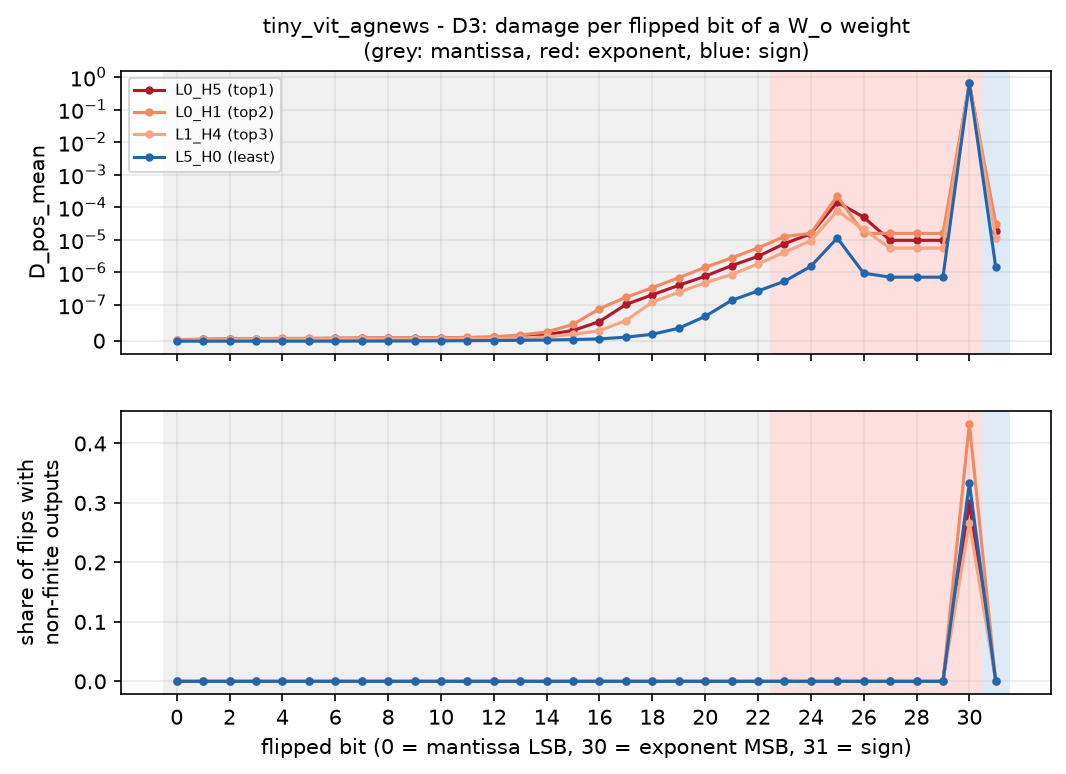 tiny_vit_agnews - D3: damage per flipped bit of a W_o weight
(grey: mantissa, red: exponent, blue: sign)
10⁰
10⁻¹
10⁻²
10⁻³
10⁻⁴
10⁻⁵
10⁻⁶
10⁻⁷
0
D_pos_mean
L0_H5 (top1)
L0_H1 (top2)
L1_H4 (top3)
L5_H0 (least)
0.4
0.3
0.2
0.1
0.0
share of flips with
non-finite outputs
0 2 4 6 8 10 12 14 16 18 20 22 24 26 28 30
flipped bit (0 = mantissa LSB, 30 = exponent MSB, 31 = sign)